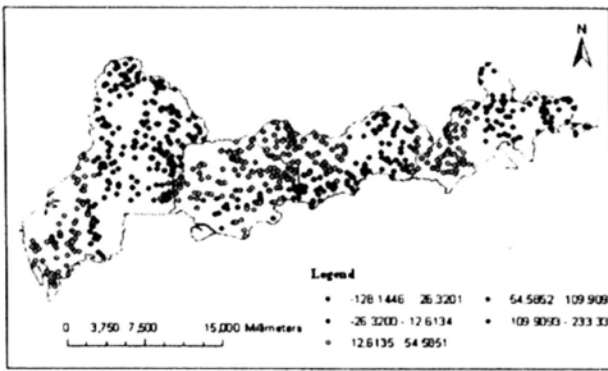 N
Legend
-128.1446 26.3201
54.5852 109.909
-26.3200 - 12.6134
109.9093 - 233.33
12.6135 54.5851
0 3,750 7,500 15,000 Millimeters